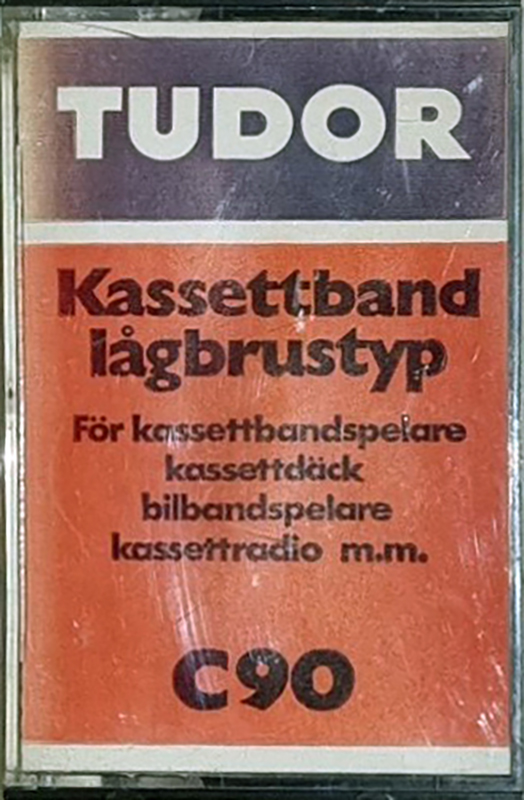 TUDOR
Kassettband
lågbrustyp
För kassettbandspelare
kassettdäck
bilbandspelare
kassettradio m.m.
C90